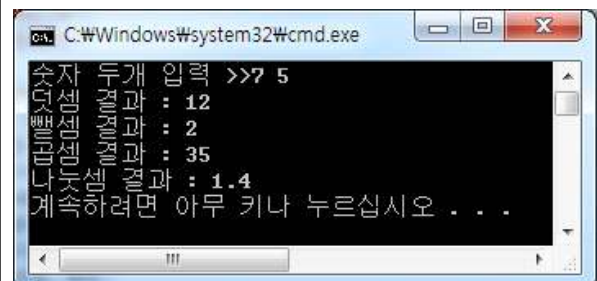 C:₩Windows₩system32₩cmd.exe
숫자 두개 입력 >>7 5
덧셈 결과 : 12
뺄셈 결과 : 2
곱셈 결과 : 35
나눗셈 결과 : 1.4
계속하려면 아무 키나 누르십시오 . . .